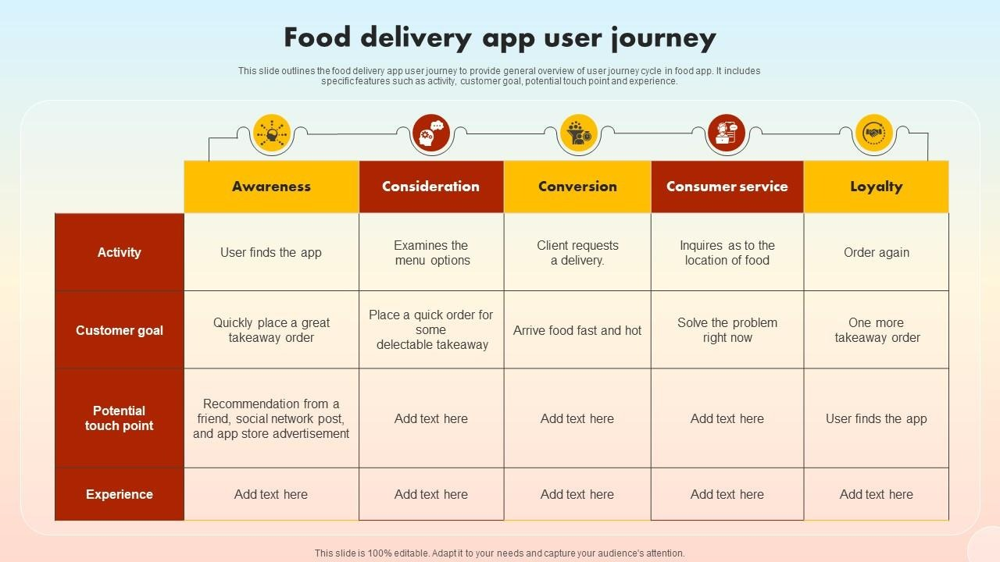 Food delivery app user journey
This slide outlines the food delivery app user journey to provide general overview of user journey cycle in food app. It includes
specific features such as activity, customer goal, potential touch point and experience.
Awareness
Consideration
Conversion
Consumer service
Loyalty
Activity
User finds the app
Examines the
menu options
Client requests
a delivery.
Inquires as to the
location of food
Order again
Customer goal
Quickly place a great
takeaway order
Place a quick order for
some
delectable takeaway
Arrive food fast and hot
Solve the problem
right now
One more
takeaway order
Potential
touch point
Recommendation from a
friend, social network post,
and app store advertisement
Add text here
Add text here
Add text here
User finds the app
Experience
Add text here
Add text here
Add text here
Add text here
Add text here
This slide is 100% editable. Adapt it to your needs and capture your audience's attention.